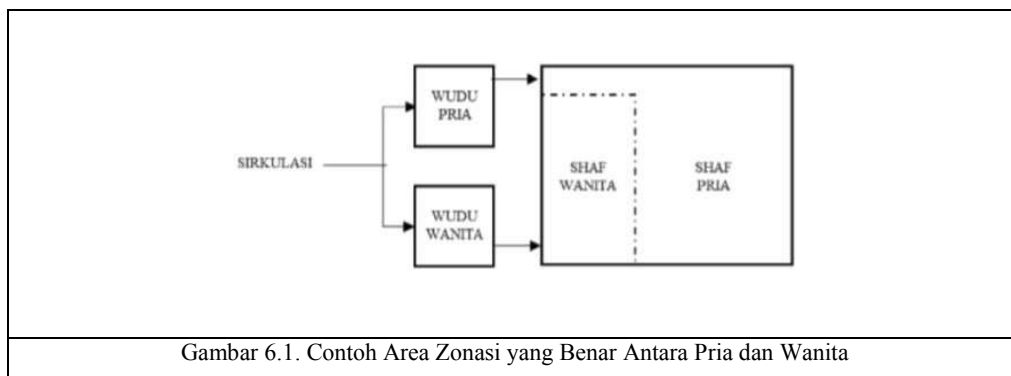 WUDU
PRIA
SIRKULASI
SHAF
WANITA
SHAF
PRIA
WUDU
WANITA
Gambar 6.1. Contoh Area Zonasi yang Benar Antara Pria dan Wanita